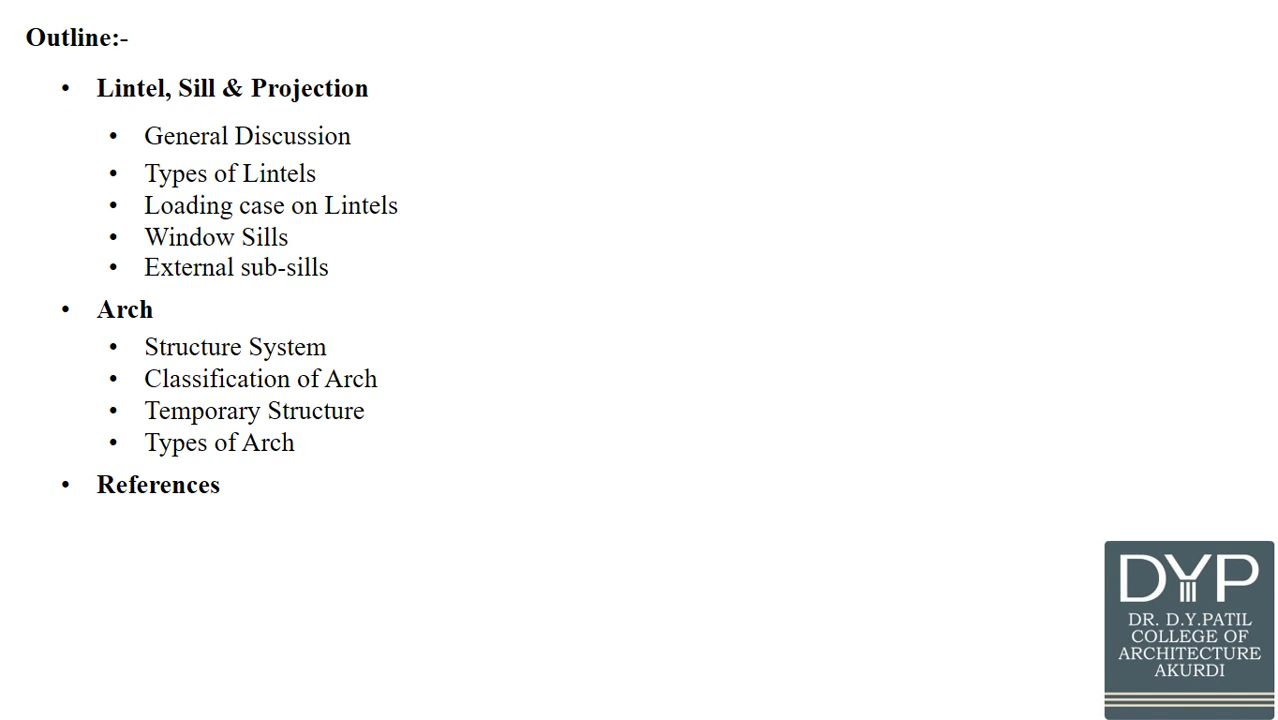 Outline:-
• Lintel, Sill & Projection
• General Discussion
• Types of Lintels
• Loading case on Lintels
• Window Sills
• External sub-sills
• Arch
• Structure System
• Classification of Arch
• Temporary Structure
• Types of Arch
• References
DYP
DR. D.Y.PATIL
COLLEGE OF
ARCHITECTURE
AKURDI